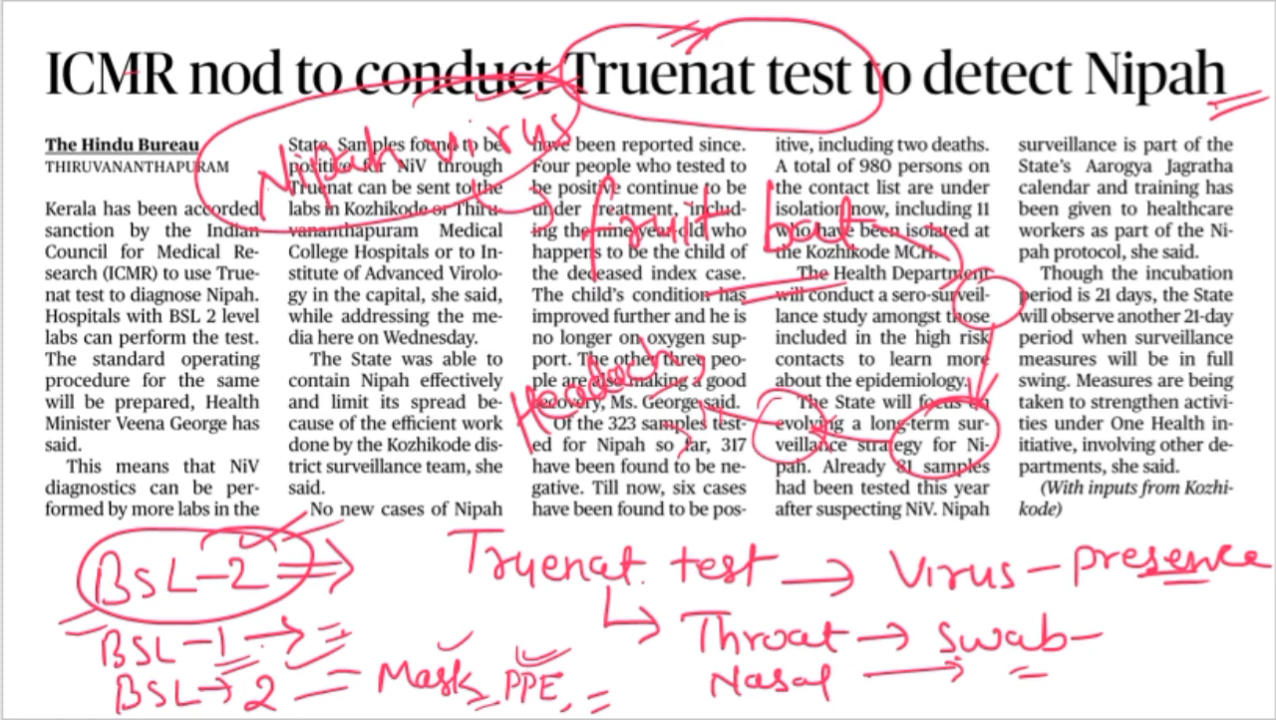 ICMR nod to conduct Truenat test to detect Nipah
The Hindu Bureau
THIRUVANANTHAPURAM
Kerala has been accorded
sanction by the Indian
Council for Medical Re-
search (ICMR) to use True-
nat test to diagnose Nipah.
Hospitals with BSL 2 level
labs can perform the test.
The standard operating
procedure for the same
will be prepared, Health
Minister Veena George has
said.
This means that NiV
diagnostics can be per-
formed by more labs in the
State. Samples found to be
positive for NiV through
Truenat can be sent to the
labs in Kozhikode or Thiru-
vananthapuram Medical
College Hospitals or to In-
stitute of Advanced Virolo-
gy in the capital, she said,
while addressing the me-
dia here on Wednesday.
The State was able to
contain Nipah effectively
and limit its spread be-
cause of the efficient work
done by the Kozhikode dis-
trict surveillance team, she
said.
No new cases of Nipah
have been reported since.
Four people who tested to
be positive continue to be
under treatment, includ-
ing the nine year old who
happens to be the child of
the deceased index case.
The child's condition has
improved further and he is
no longer on oxygen sup-
port. The other three peo-
ple are also making a good
recovery, Ms. George said.
Of the 323 samples test-
ed for Nipah so far, 317
have been found to be ne-
gative. Till now, six cases
have been found to be pos-
itive, including two deaths.
A total of 980 persons on
the contact list are under
isolation now, including 11
who have been isolated at
the Kozhikode MCH.
The Health Department
will conduct a sero-surveil-
lance study amongst those
included in the high risk
contacts to learn more
about the epidemiology.
The State will focus on
evolving a long-term sur-
veillance strategy for Ni-
pah. Already 81 samples
had been tested this year
after suspecting NiV. Nipah
surveillance is part of the
State's Aarogya Jagratha
calendar and training has
been given to healthcare
workers as part of the Ni-
pah protocol, she said.
Though the incubation
period is 21 days, the State
will observe another 21-day
period when surveillance
measures will be in full
swing. Measures are being
taken to strengthen activi-
ties under One Health in-
itiative, involving other de-
partments, she said.
(With inputs from Kozhi-
kode)
Nipah virus
fruit bat
Headach
BSL-2
BSL-1
BSL → 2 = Mask, PPE,
Truenat test → Virus-presence
Throat → Swab
Nasal →